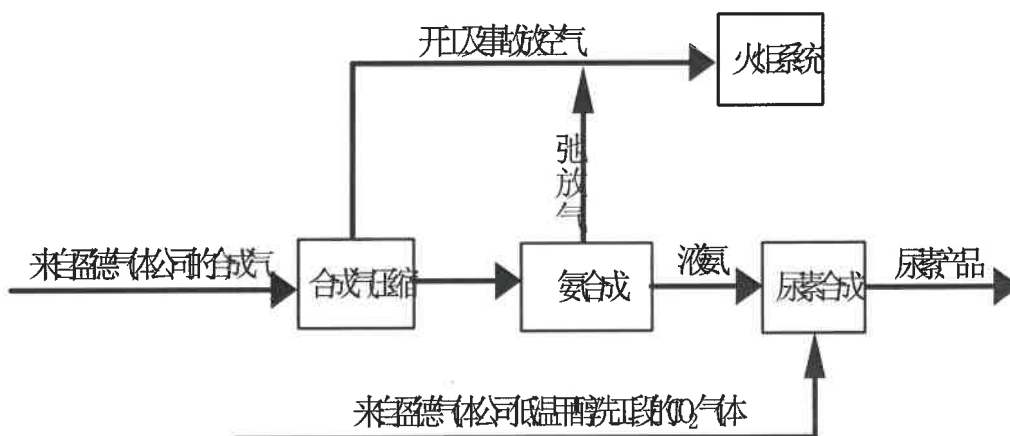 开工及事故放空气
火炬系统
弛放气
来自盈德气体公司的合成气
合成气压缩
氨合成
液氨
尿素合成
尿素产品
来自盈德气体公司低温甲醇洗工段的CO₂气体